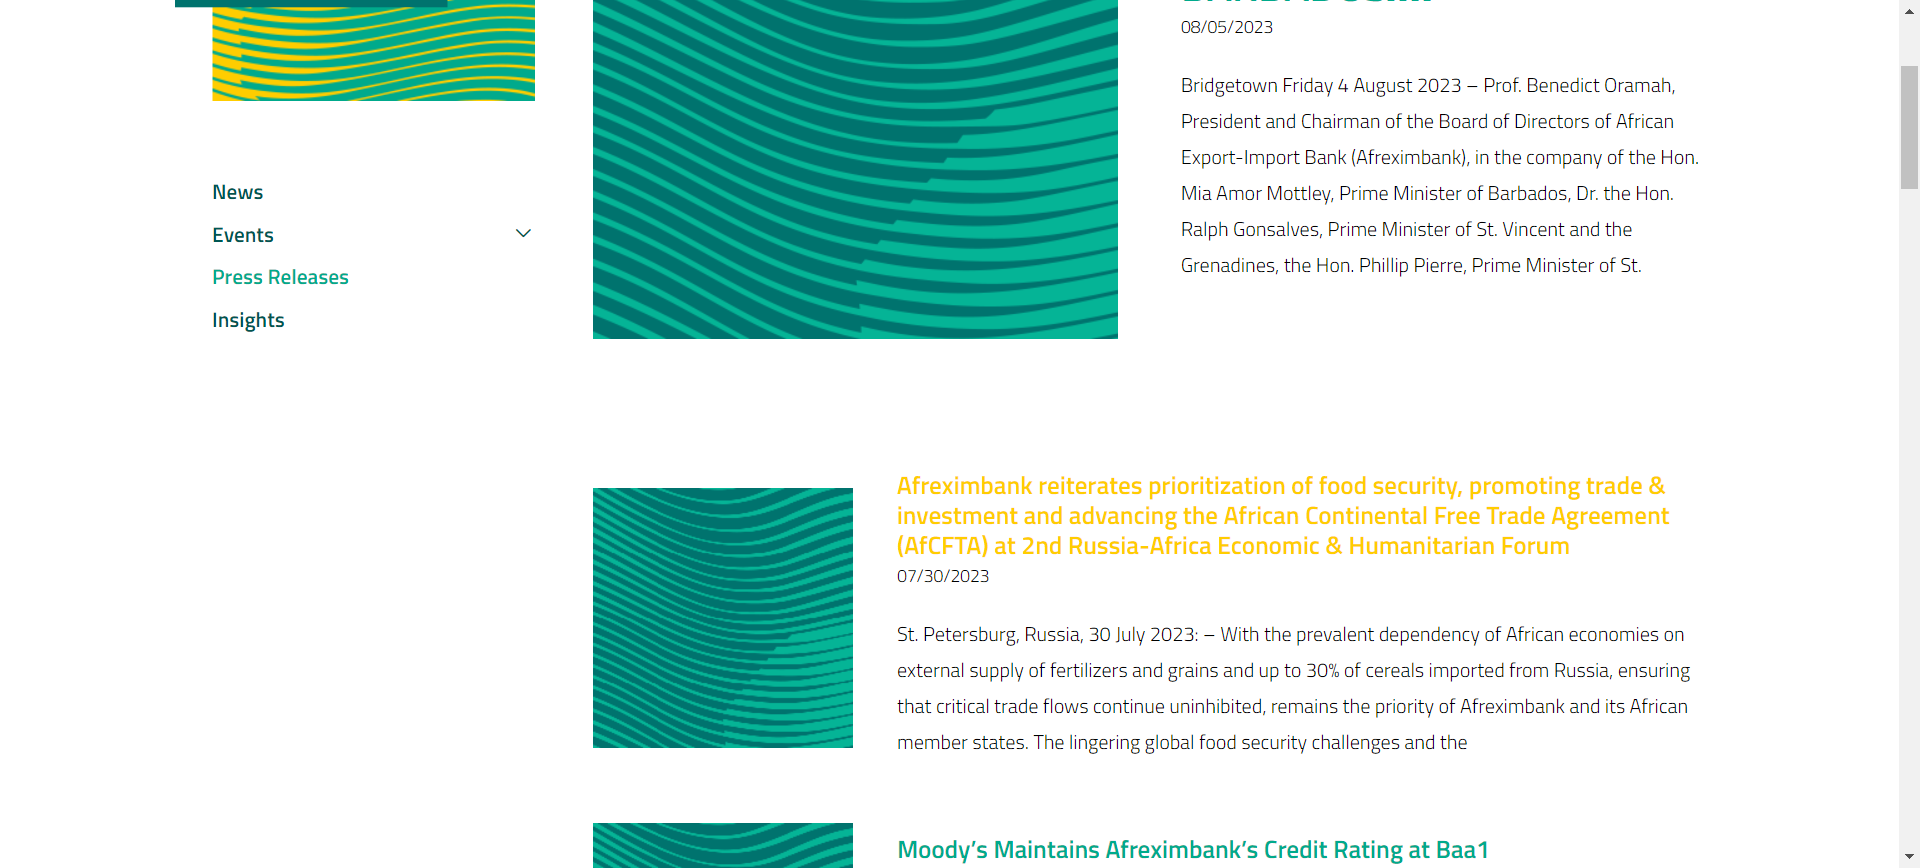 08/05/2023
Bridgetown Friday 4 August 2023 – Prof. Benedict Oramah,
President and Chairman of the Board of Directors of African
Export-Import Bank (Afreximbank), in the company of the Hon.
Mia Amor Mottley, Prime Minister of Barbados, Dr. the Hon.
Ralph Gonsalves, Prime Minister of St. Vincent and the
Grenadines, the Hon. Phillip Pierre, Prime Minister of St.
News
Events
Press Releases
Insights
Afreximbank reiterates prioritization of food security, promoting trade &
investment and advancing the African Continental Free Trade Agreement
(AfCFTA) at 2nd Russia-Africa Economic & Humanitarian Forum
07/30/2023
St. Petersburg, Russia, 30 July 2023: – With the prevalent dependency of African economies on
external supply of fertilizers and grains and up to 30% of cereals imported from Russia, ensuring
that critical trade flows continue uninhibited, remains the priority of Afreximbank and its African
member states. The lingering global food security challenges and the
Moody’s Maintains Afreximbank’s Credit Rating at Baa1